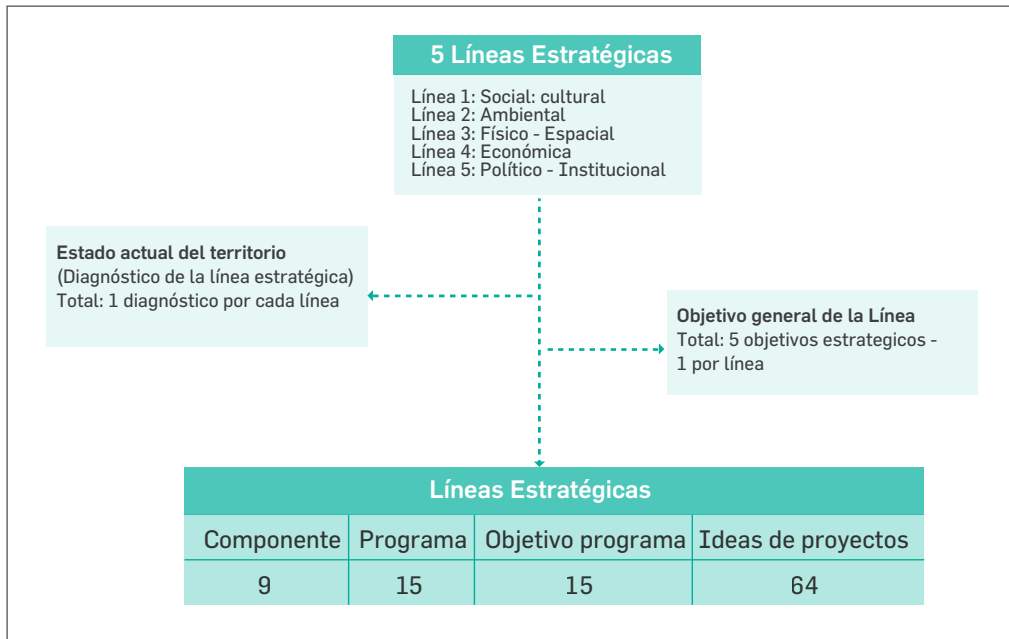 5 Líneas Estratégicas
Línea 1: Social: cultural
Línea 2: Ambiental
Línea 3: Físico - Espacial
Línea 4: Económica
Línea 5: Político - Institucional
Estado actual del territorio
(Diagnóstico de la línea estratégica)
Total: 1 diagnóstico por cada línea
Objetivo general de la Línea
Total: 5 objetivos estrategicos -
1 por línea
Líneas Estratégicas
Componente Programa Objetivo programa Ideas de proyectos
9 15 15 64